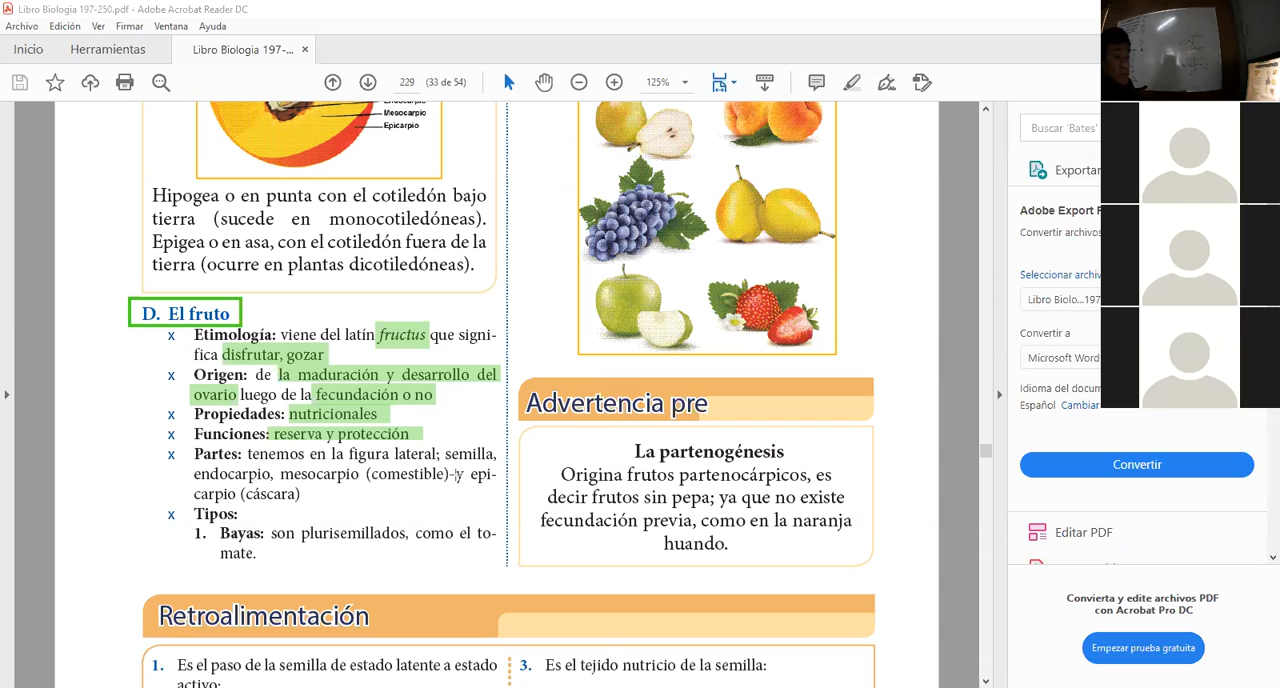 Libro Biologia 197-250.pdf - Adobe Acrobat Reader DC
Archivo Edición Ver Firmar Ventana Ayuda
Inicio Herramientas Libro Biologia 197-... ×
229 (33 de 54) 125%
Mesocarpio
Epicarpio
Hipogea o en punta con el cotiledón bajo
tierra (sucede en monocotiledóneas).
Epigea o en asa, con el cotiledón fuera de la
tierra (ocurre en plantas dicotiledóneas).
D. El fruto
x Etimología: viene del latín fructus que signi-
fica disfrutar, gozar
x Origen: de la maduración y desarrollo del
ovario luego de la fecundación o no
x Propiedades: nutricionales
x Funciones: reserva y protección
x Partes: tenemos en la figura lateral; semilla,
endocarpio, mesocarpio (comestible) y epi-
carpio (cáscara)
x Tipos:
1. Bayas: son plurisemillados, como el to-
mate.
Advertencia pre
La partenogénesis
Origina frutos partenocárpicos, es
decir frutos sin pepa; ya que no existe
fecundación previa, como en la naranja
huando.
Retroalimentación
1. Es el paso de la semilla de estado latente a estado
activo:
3. Es el tejido nutricio de la semilla:
Buscar 'Bates'
Exportar
Adobe Export P
Convertir archivos
Seleccionar archiv
Libro Biolo...197
Convertir a
Microsoft Word
Idioma del docum
Español Cambiar
Convertir
Editar PDF
Convierta y edite archivos PDF
con Acrobat Pro DC
Empezar prueba gratuita